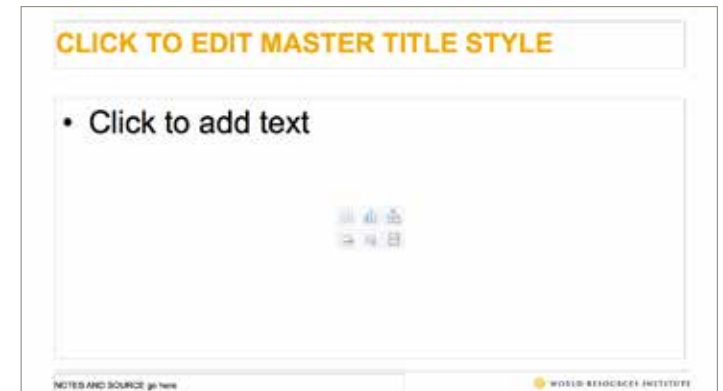 CLICK TO EDIT MASTER TITLE STYLE
• Click to add text
NOTES AND SOURCE go here
WORLD RESOURCES INSTITUTE